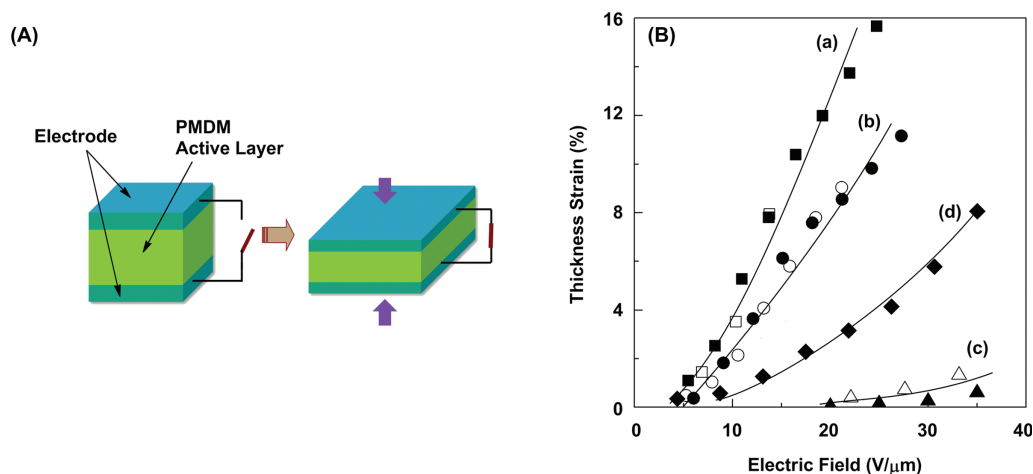 (A)
Electrode
PMDM
Active Layer
(B)
(a)
(b)
(d)
(c)
Thickness Strain (%)
16
12
8
4
0
0
10
20
30
40
Electric Field (V/μm)